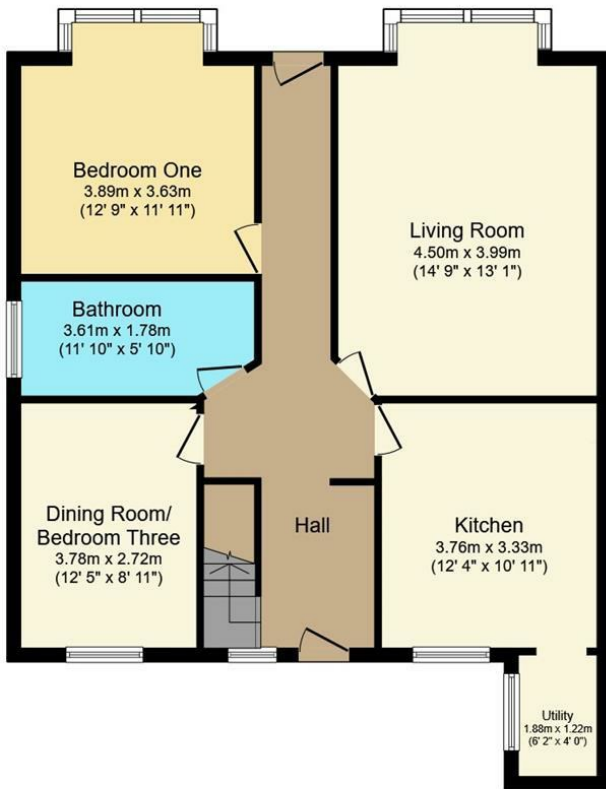 Bedroom One
3.89m x 3.63m
(12' 9" x 11' 11")
Living Room
4.50m x 3.99m
(14' 9" x 13' 1")
Bathroom
3.61m x 1.78m
(11' 10" x 5' 10")
Dining Room/
Bedroom Three
3.78m x 2.72m
(12' 5" x 8' 11")
Hall
Kitchen
3.76m x 3.33m
(12' 4" x 10' 11")
Utility
1.88m x 1.22m
(6' 2" x 4' 0")